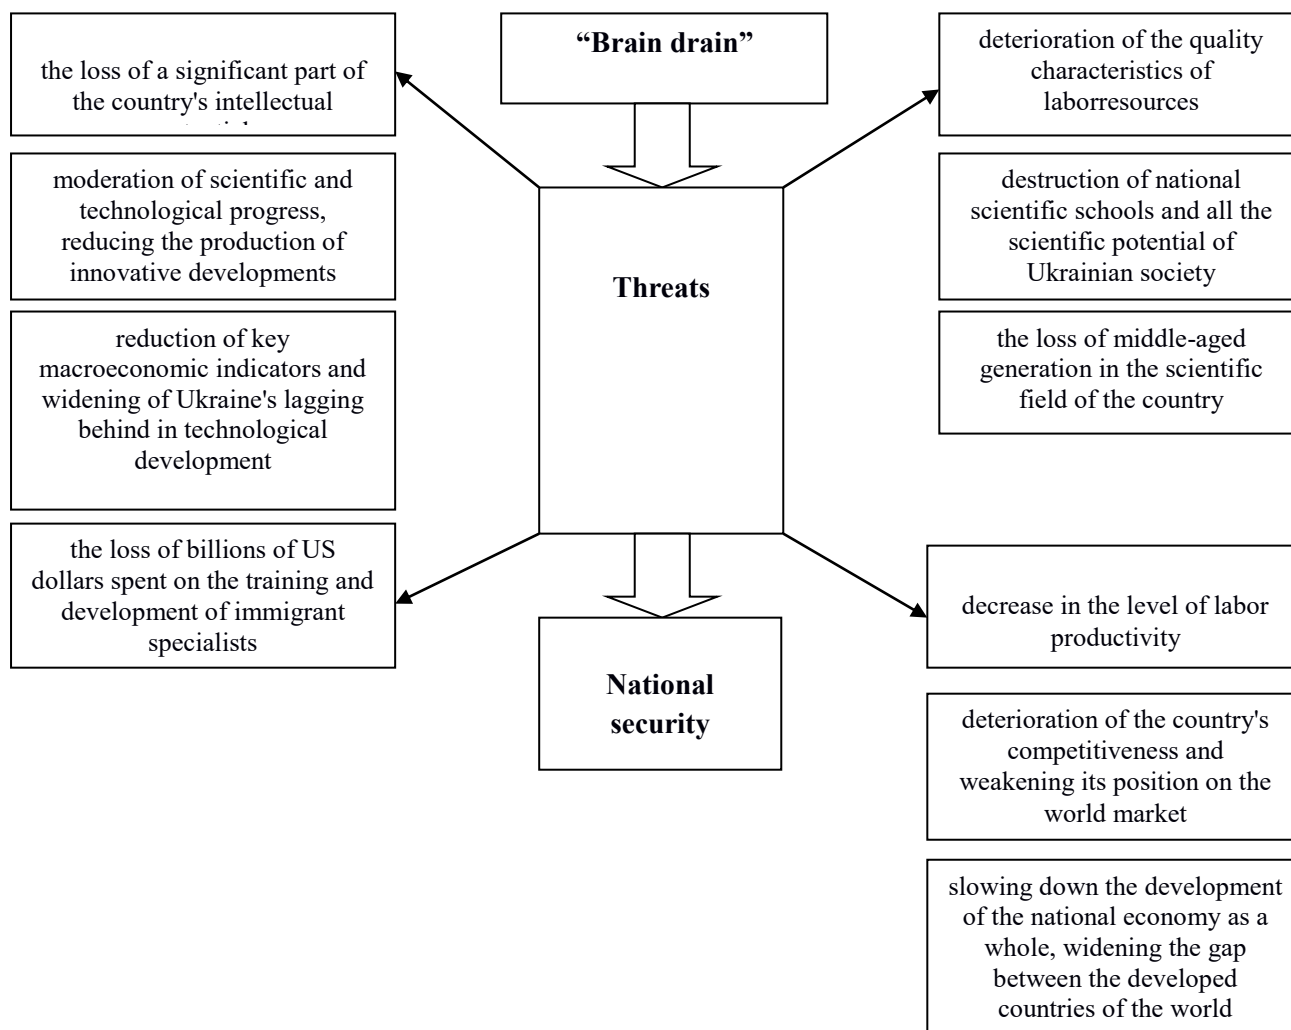 “Brain drain”
the loss of a significant part of
the country's intellectual
moderation of scientific and
technological progress,
reducing the production of
innovative developments
reduction of key
macroeconomic indicators and
widening of Ukraine's lagging
behind in technological
development
the loss of billions of US
dollars spent on the training and
development of immigrant
specialists
Threats
National
security
deterioration of the quality
characteristics of
laborresources
destruction of national
scientific schools and all the
scientific potential of
Ukrainian society
the loss of middle-aged
generation in the scientific
field of the country
decrease in the level of labor
productivity
deterioration of the country's
competitiveness and
weakening its position on the
world market
slowing down the development
of the national economy as a
whole, widening the gap
between the developed
countries of the world